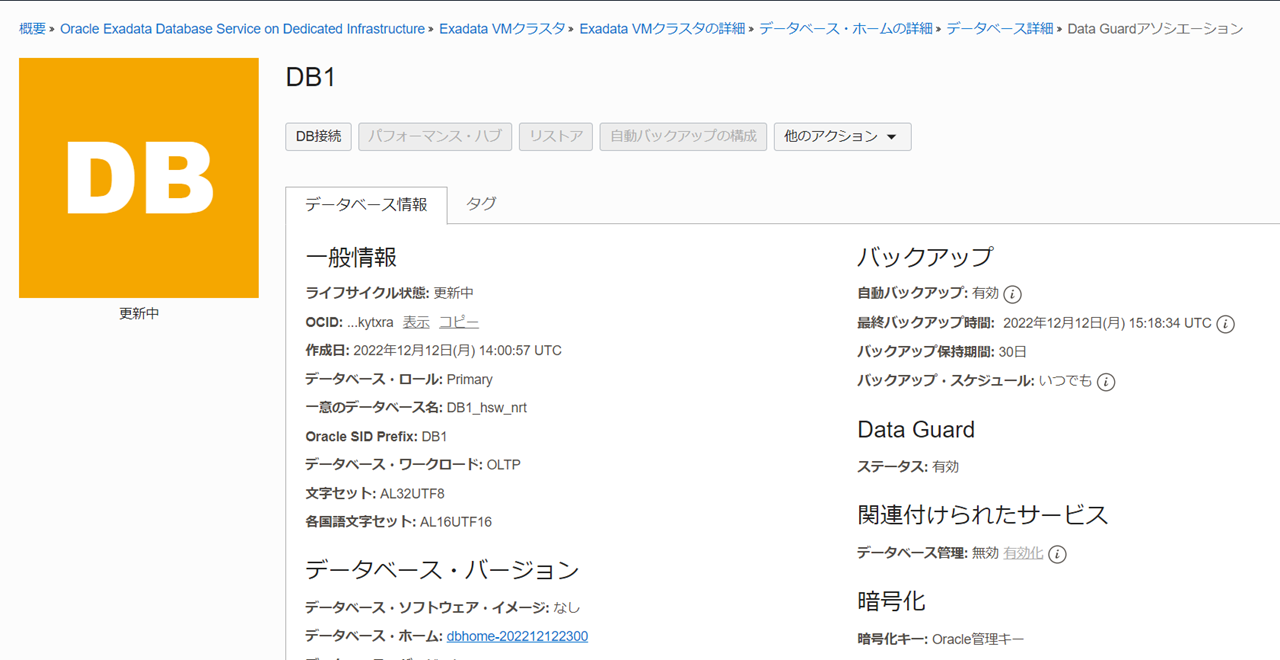 概要 » Oracle Exadata Database Service on Dedicated Infrastructure » Exadata VMクラスタ » Exadata VMクラスタの詳細 » データベース・ホームの詳細 » データベース詳細 » Data Guardアソシエーション
DB
更新中
DB1
DB接続 パフォーマンス・ハブ リストア 自動バックアップの構成 他のアクション
データベース情報 タグ
一般情報
ライフサイクル状態: 更新中
OCID: ...kytxra 表示 コピー
作成日: 2022年12月12日(月) 14:00:57 UTC
データベース・ロール: Primary
一意のデータベース名: DB1_hsw_nrt
Oracle SID Prefix: DB1
データベース・ワークロード: OLTP
文字セット: AL32UTF8
各国語文字セット: AL16UTF16
データベース・バージョン
データベース・ソフトウェア・イメージ: なし
データベース・ホーム: dbhome-202212122300
バックアップ
自動バックアップ: 有効
最終バックアップ時間: 2022年12月12日(月) 15:18:34 UTC
バックアップ保持期間: 30日
バックアップ・スケジュール: いつでも
Data Guard
ステータス: 有効
関連付けられたサービス
データベース管理: 無効 有効化
暗号化
暗号化キー: Oracle管理キー